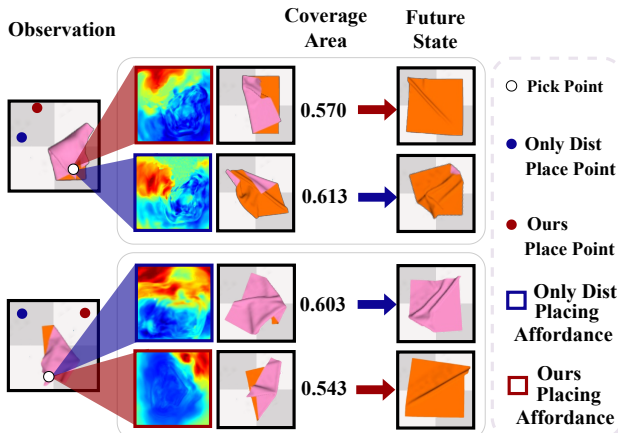 Observation
Coverage
Area
Future
State
0.570
0.613
0.603
0.543
Pick Point
Only Dist
Place Point
Ours
Place Point
Only Dist
Placing
Affordance
Ours
Placing
Affordance